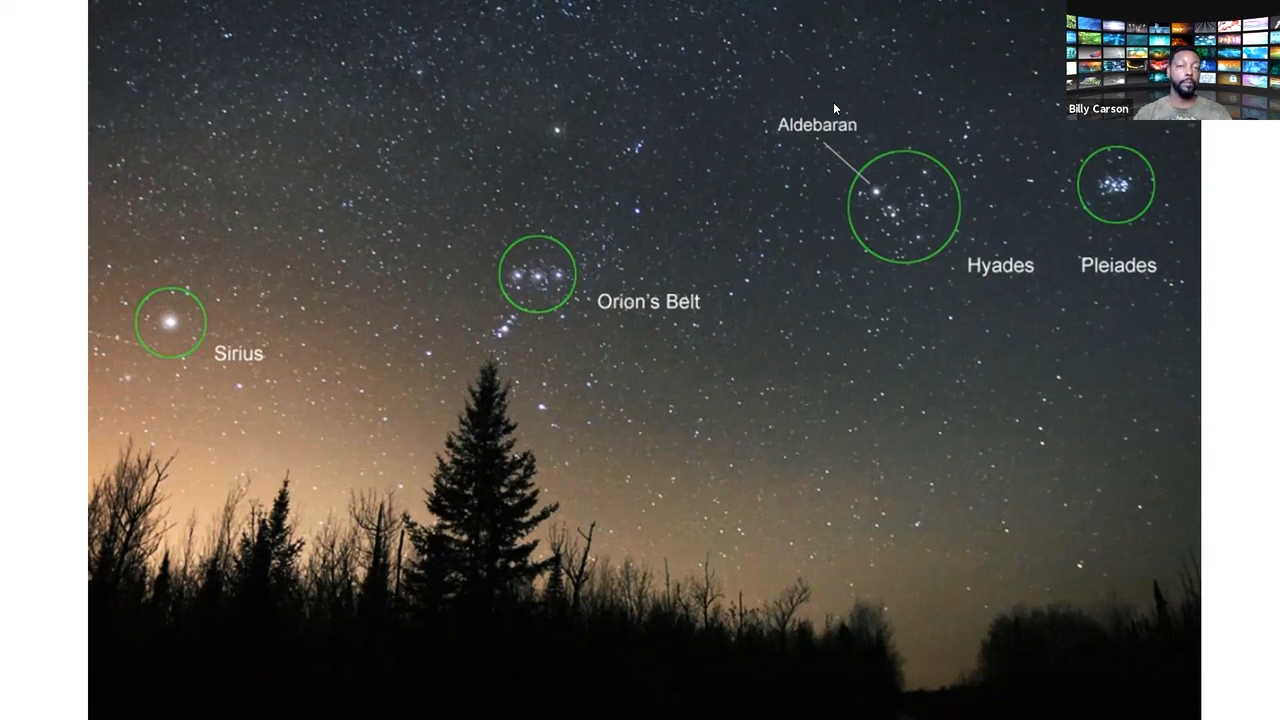 Billy Carson
Aldebaran
Hyades
Pleiades
Orion's Belt
Sirius